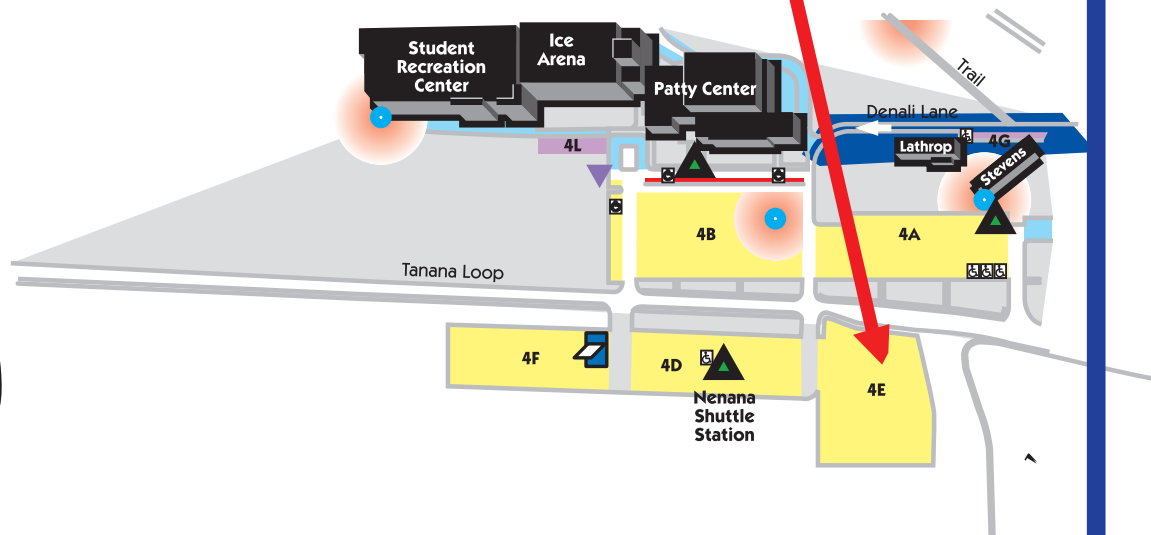 Student
Recreation
Center
Ice
Arena
Patty Center
Trail
Denali Lane
4L
Lathrop
4G
Stevens
4B
4A
Tanana Loop
4F
4D
4E
Nenana
Shuttle
Station